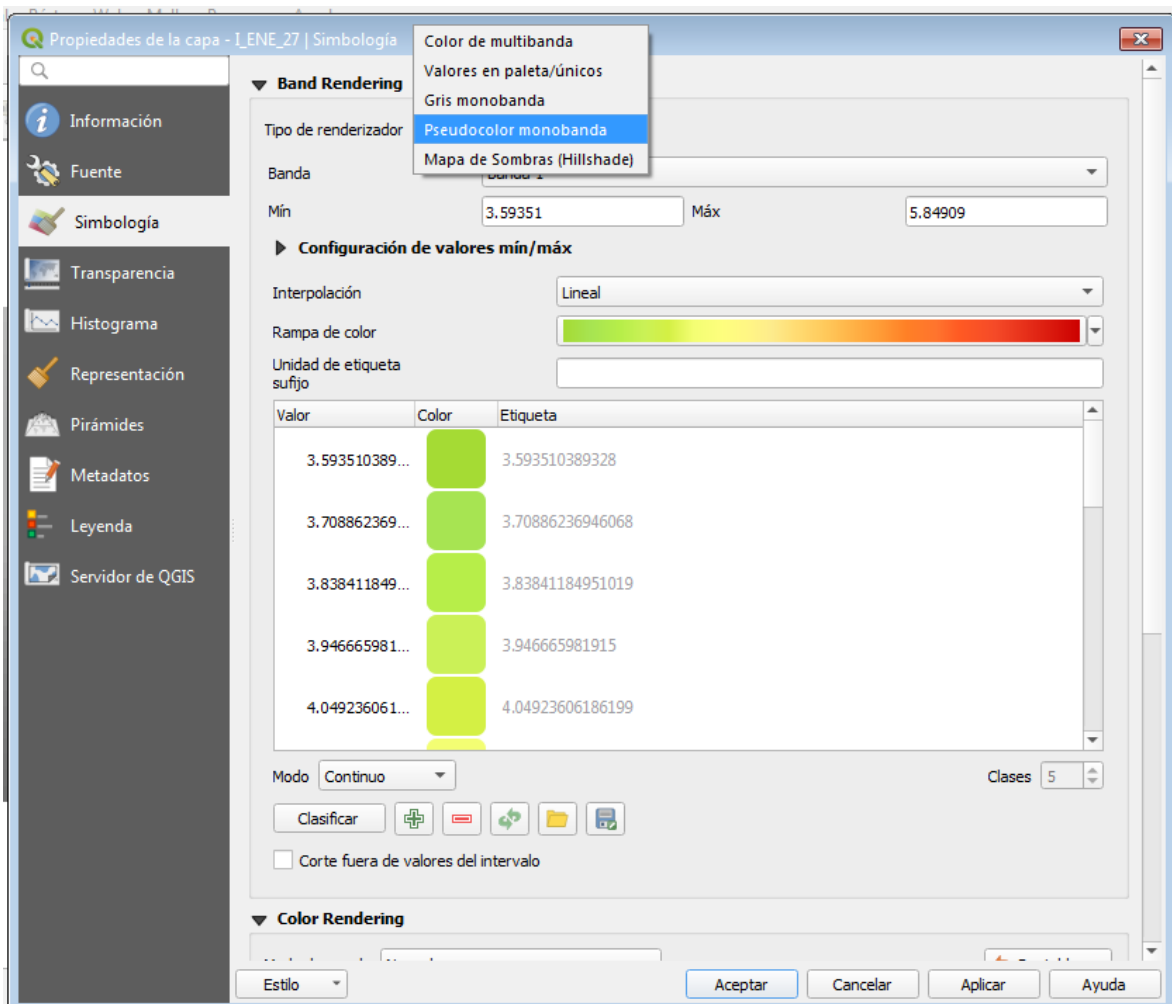 Propiedades de la capa - I_ENE_27 | Simbología
Color de multibanda
Valores en paleta/únicos
Gris monobanda
Pseudocolor monobanda
Mapa de Sombras (Hillshade)
Información
Fuente
Simbología
Transparencia
Histograma
Representación
Pirámides
Metadatos
Leyenda
Servidor de QGIS
Band Rendering
Tipo de renderizador
Banda
Mín 3.59351 Máx 5.84909
Configuración de valores mín/máx
Interpolación Lineal
Rampa de color
Unidad de etiqueta
sufijo
Valor Color Etiqueta
3.593510389... 3.593510389328
3.708862369... 3.70886236946068
3.838411849... 3.83841184951019
3.946665981... 3.946665981915
4.049236061... 4.04923606186199
Modo Continuo Clases 5
Clasificar
Corte fuera de valores del intervalo
Color Rendering
Estilo Aceptar Cancelar Aplicar Ayuda